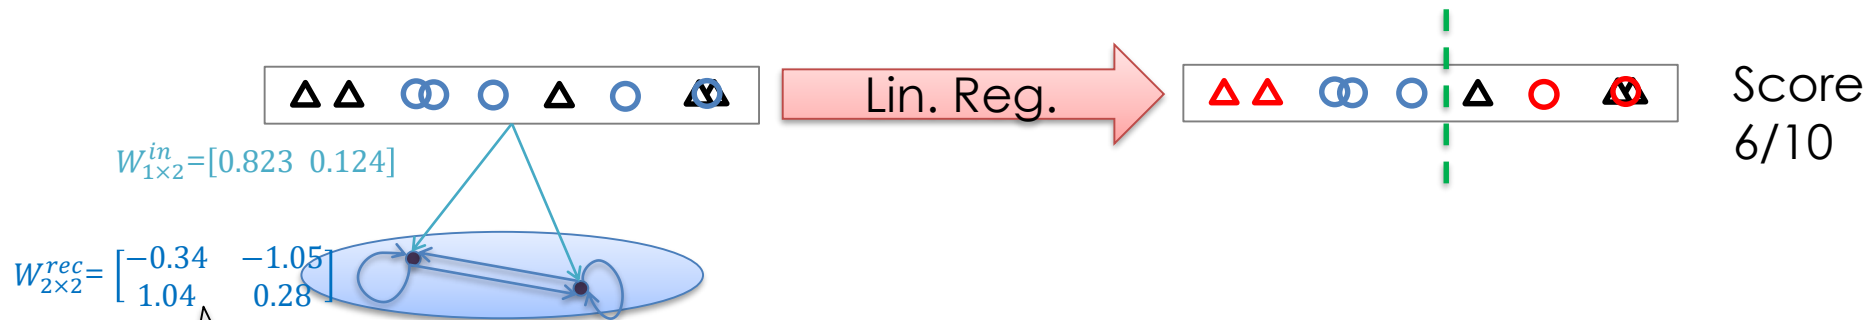 Lin. Reg.
Score
6/10
W^{in}_{1×2}=[0.823 0.124]
W^{rec}_{2×2}= [−0.34 −1.05
1.04 0.28]